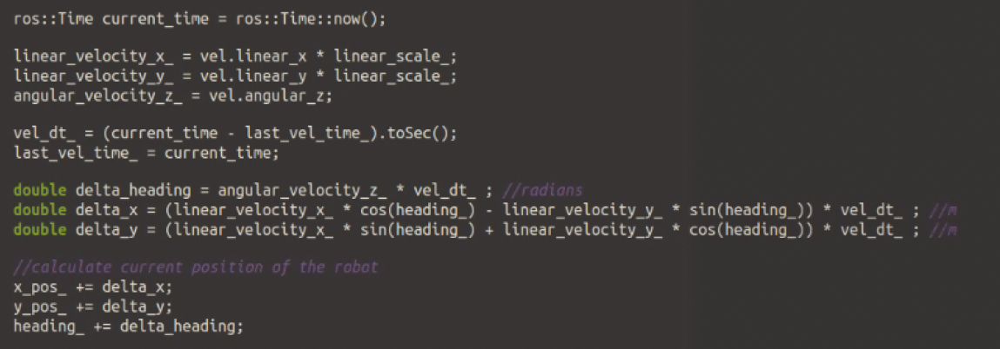 ros::Time current_time = ros::Time::now();
linear_velocity_x_ = vel.linear_x * linear_scale_;
linear_velocity_y_ = vel.linear_y * linear_scale_;
angular_velocity_z_ = vel.angular_z;
vel_dt_ = (current_time - last_vel_time_).toSec();
last_vel_time_ = current_time;
double delta_heading = angular_velocity_z_ * vel_dt_ ; //radians
double delta_x = (linear_velocity_x_ * cos(heading_) - linear_velocity_y_ * sin(heading_)) * vel_dt_ ; //m
double delta_y = (linear_velocity_x_ * sin(heading_) + linear_velocity_y_ * cos(heading_)) * vel_dt_ ; //m
//calculate current position of the robot
x_pos_ += delta_x;
y_pos_ += delta_y;
heading_ += delta_heading;